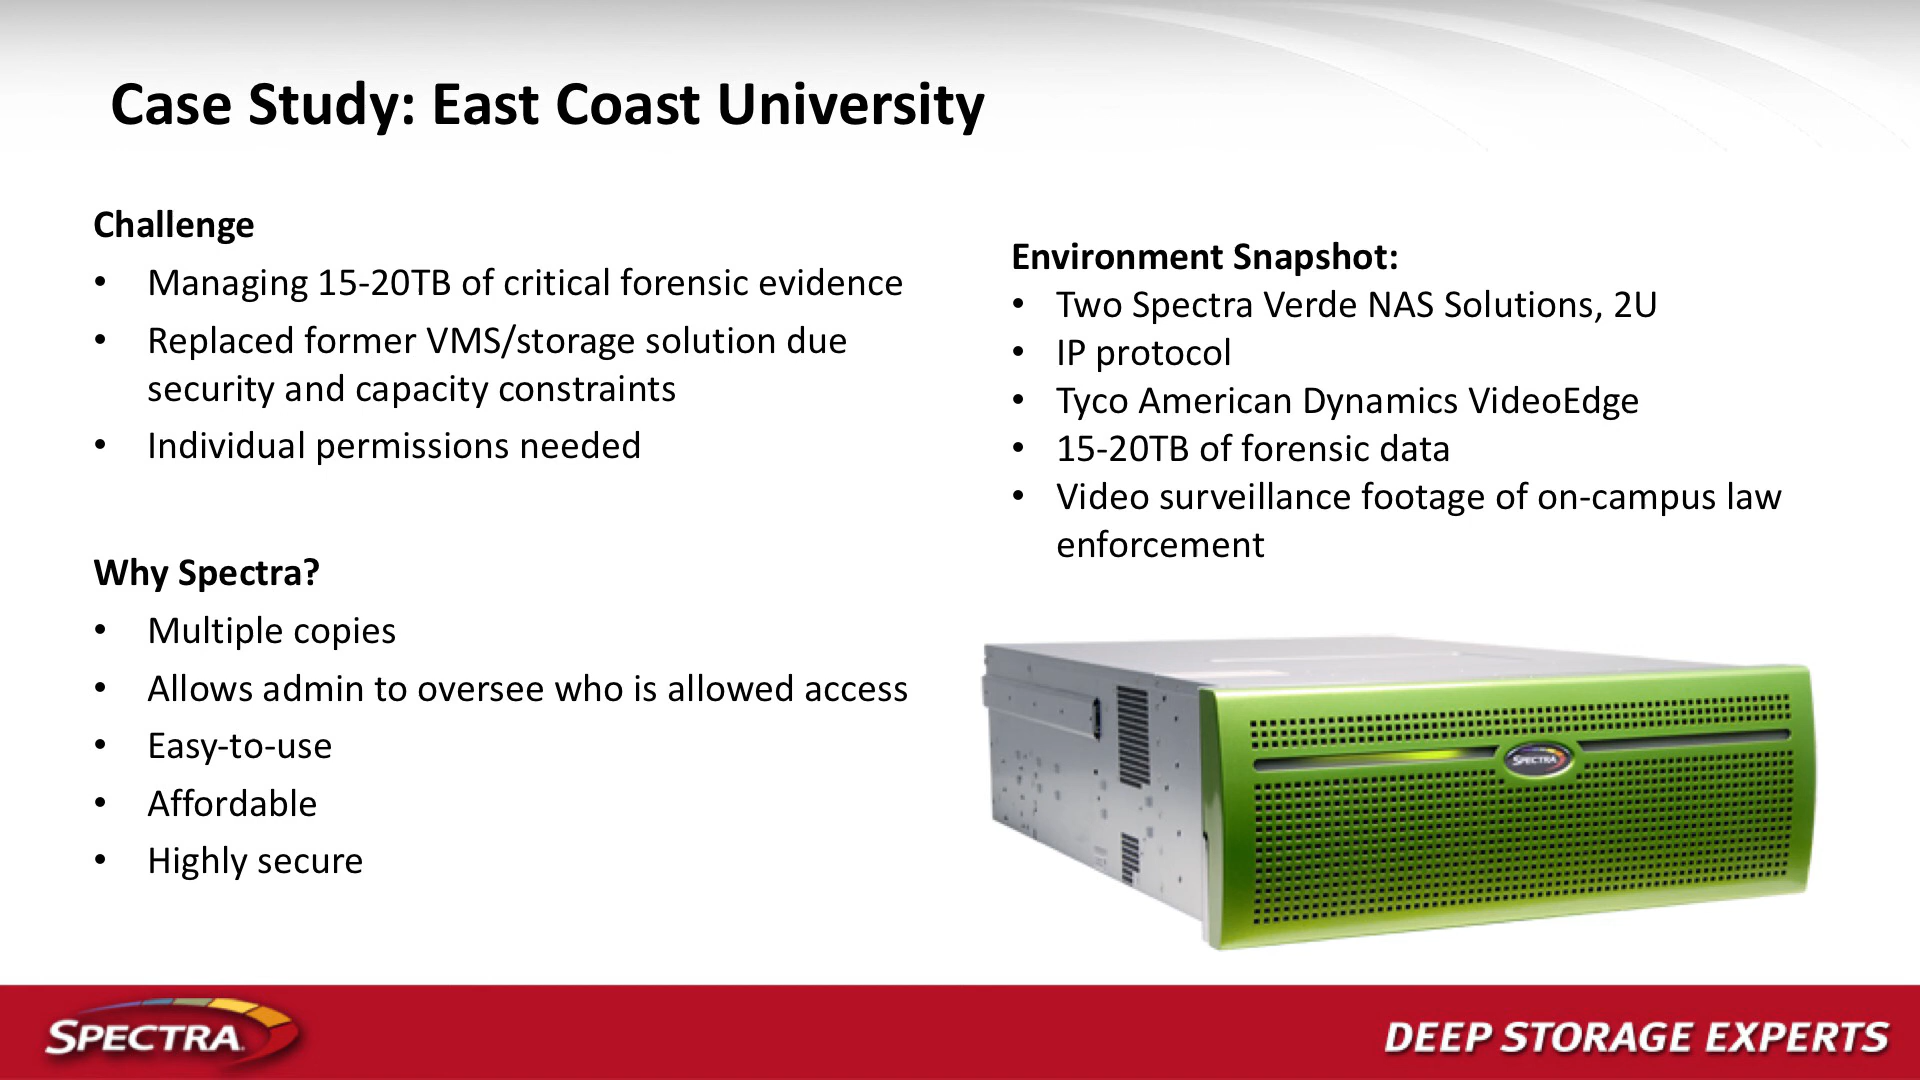 Case Study: East Coast University
Challenge
• Managing 15-20TB of critical forensic evidence
• Replaced former VMS/storage solution due
security and capacity constraints
• Individual permissions needed
Why Spectra?
• Multiple copies
• Allows admin to oversee who is allowed access
• Easy-to-use
• Affordable
• Highly secure
Environment Snapshot:
• Two Spectra Verde NAS Solutions, 2U
• IP protocol
• Tyco American Dynamics VideoEdge
• 15-20TB of forensic data
• Video surveillance footage of on-campus law
enforcement
SPECTRA
SPECTRA
DEEP STORAGE EXPERTS